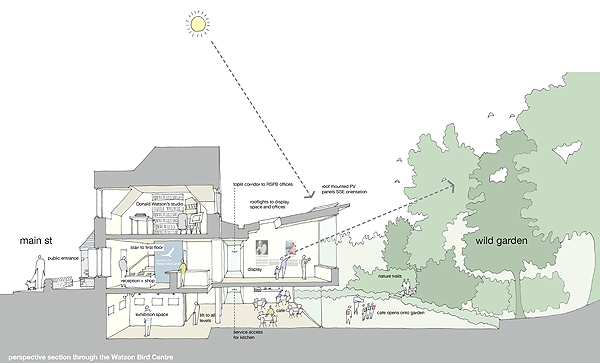 toplit corridor to RSPB offices
roof mounted PV
panels SSE orientation
rooflights to display
space and offices
Donald Watson's studio
main st
wild garden
stair to first floor
public entrance
display
nature trails
reception + shop
exhibition space
lift to all
levels
cafe
cafe opens onto garden
service access
for kitchen
perspective section through the Watson Bird Centre